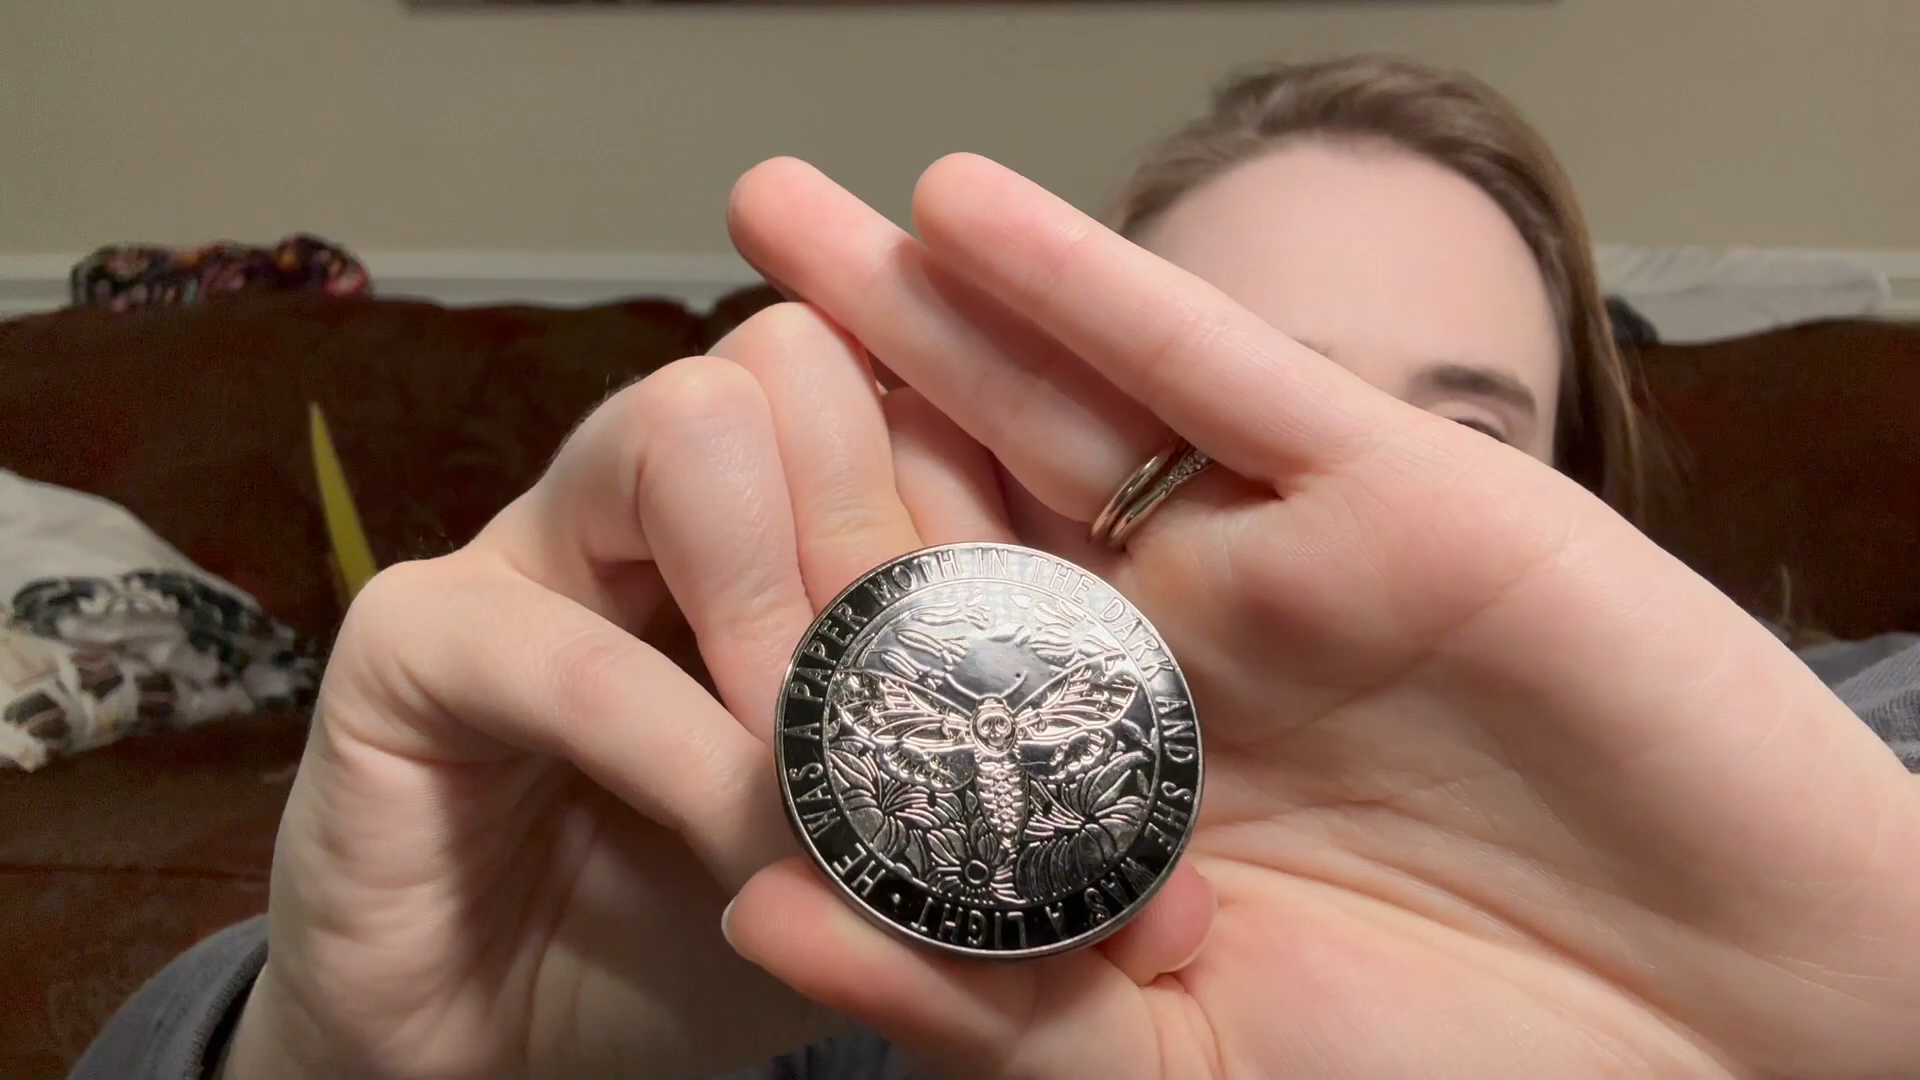 HE WAS A PAPER MOTH IN THE DARK AND SHE WAS A LIGHT •